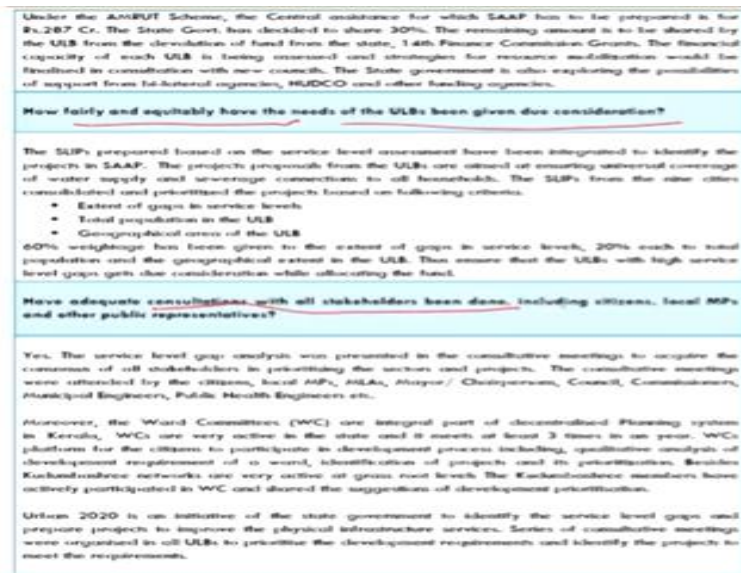 Under the AMRUT Scheme, the Central assistance for which SAAP has to be prepared is for
Rs.287 Cr. The State Govt. has decided to share 30%. The remaining amount is to be shared by
the ULB from the devolution of fund from the state, 14th Finance Commission Grants. The financial
capacity of each ULB is being assessed and strategies for resource mobilization would be
finalised in consultation with new councils. The State government is also exploring the possibilities
of support from bi-lateral agencies, HUDCO and other funding agencies.
How fairly and equitably have the needs of the ULBs been given due consideration?
The SLIPs prepared based on the service level assessment have been integrated to identify the
projects in SAAP. The projects proposals from the ULBs are aimed at ensuring universal coverage
of water supply and sewerage connections to all households. The SLIPs from the nine cities
consolidated and prioritized the projects based on following criteria.
• Extent of gaps in service levels
• Total population in the ULB
• Geographical area of the ULB
60% weightage has been given to the extent of gaps in service levels, 20% each to total
population and the geographical extent in the ULB. Thus ensure that the ULBs with high service
level gaps gets due consideration while allocating the fund.
Have adequate consultations with all stakeholders been done, including citizens, local MPs
and other public representatives?
Yes. The service level gap analysis was presented in the consultative meetings to acquire the
consensus of all stakeholders in prioritising the sectors and projects. The consultative meetings
were attended by the citizens, local MPs, MLAs, Mayor/ Chairperson, Council, Commissioners,
Municipal Engineers, Public Health Engineers etc.
Moreover, the Ward Committees (WC) are integral part of decentralised Planning system
in Kerala, WCs are very active in the state and it meets at least 3 times in an year. WCs
platform for the citizens to participate in development process including, qualitative analysis of
development requirement of a ward, identification of projects and its prioritisation. Besides
Kudumbashree networks are very active at grass root levels The Kudumbashree members have
actively participated in WC and shared the suggestions of development prioritisation.
Urban 2020 is an initiative of the state government to identify the service level gaps and
prepare projects to improve the physical infrastructure services. Series of consultative meetings
were organised in all ULBs to prioritise the development requirements and identify the projects to
meet the requirements.